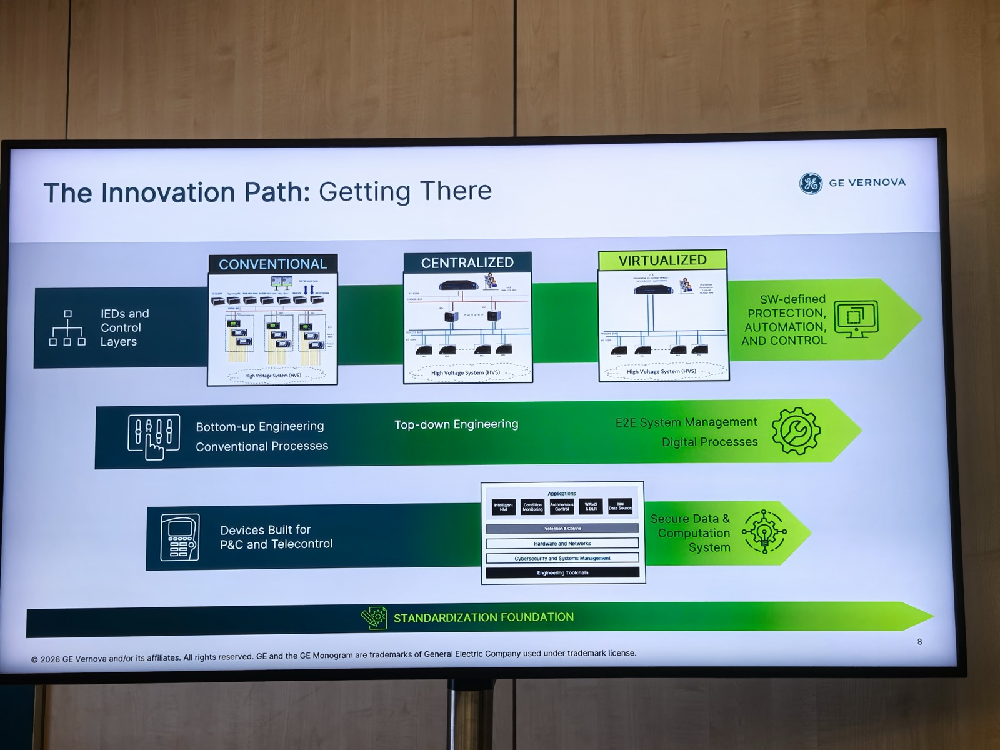 The Innovation Path: Getting There
GE VERNOVA
CONVENTIONAL
CENTRALIZED
VIRTUALIZED
IEDs and
Control
Layers
High Voltage System (HVS)
STATION BUS
PROCESS BUS
High Voltage System (HVS)
High Voltage System (HVS)
SW-defined
PROTECTION,
AUTOMATION,
AND CONTROL
Bottom-up Engineering
Conventional Processes
Top-down Engineering
E2E System Management
Digital Processes
Devices Built for
P&C and Telecontrol
Applications
Intelligent
HMI
Condition
Monitoring
Autonomous
Control
WAMS
& DLR
O&M
Data Source
Protection & Control
Hardware and Networks
Cybersecurity and Systems Management
Engineering Toolchain
Secure Data &
Computation
System
STANDARDIZATION FOUNDATION
8
© 2026 GE Vernova and/or its affiliates. All rights reserved. GE and the GE Monogram are trademarks of General Electric Company used under trademark license.